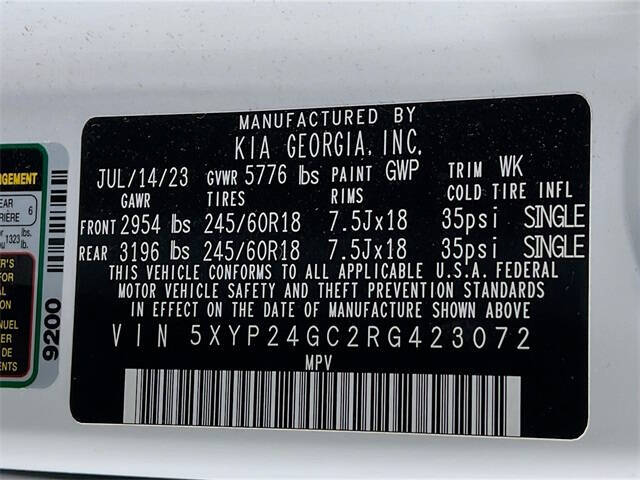 MANUFACTURED BY
KIA GEORGIA, INC.
JUL/14/23 GVWR 5776 lbs PAINT GWP TRIM WK
GAWR TIRES RIMS COLD TIRE INFL
FRONT 2954 lbs 245/60R18 7.5Jx18 35psi SINGLE
REAR 3196 lbs 245/60R18 7.5Jx18 35psi SINGLE
THIS VEHICLE CONFORMS TO ALL APPLICABLE U.S.A. FEDERAL
MOTOR VEHICLE SAFETY AND THEFT PREVENTION STANDARDS
IN EFFECT ON THE DATE OF MANUFACTURE SHOWN ABOVE
VIN 5XYP24GC2RG423072
MPV
9200
6
1323 lbs.